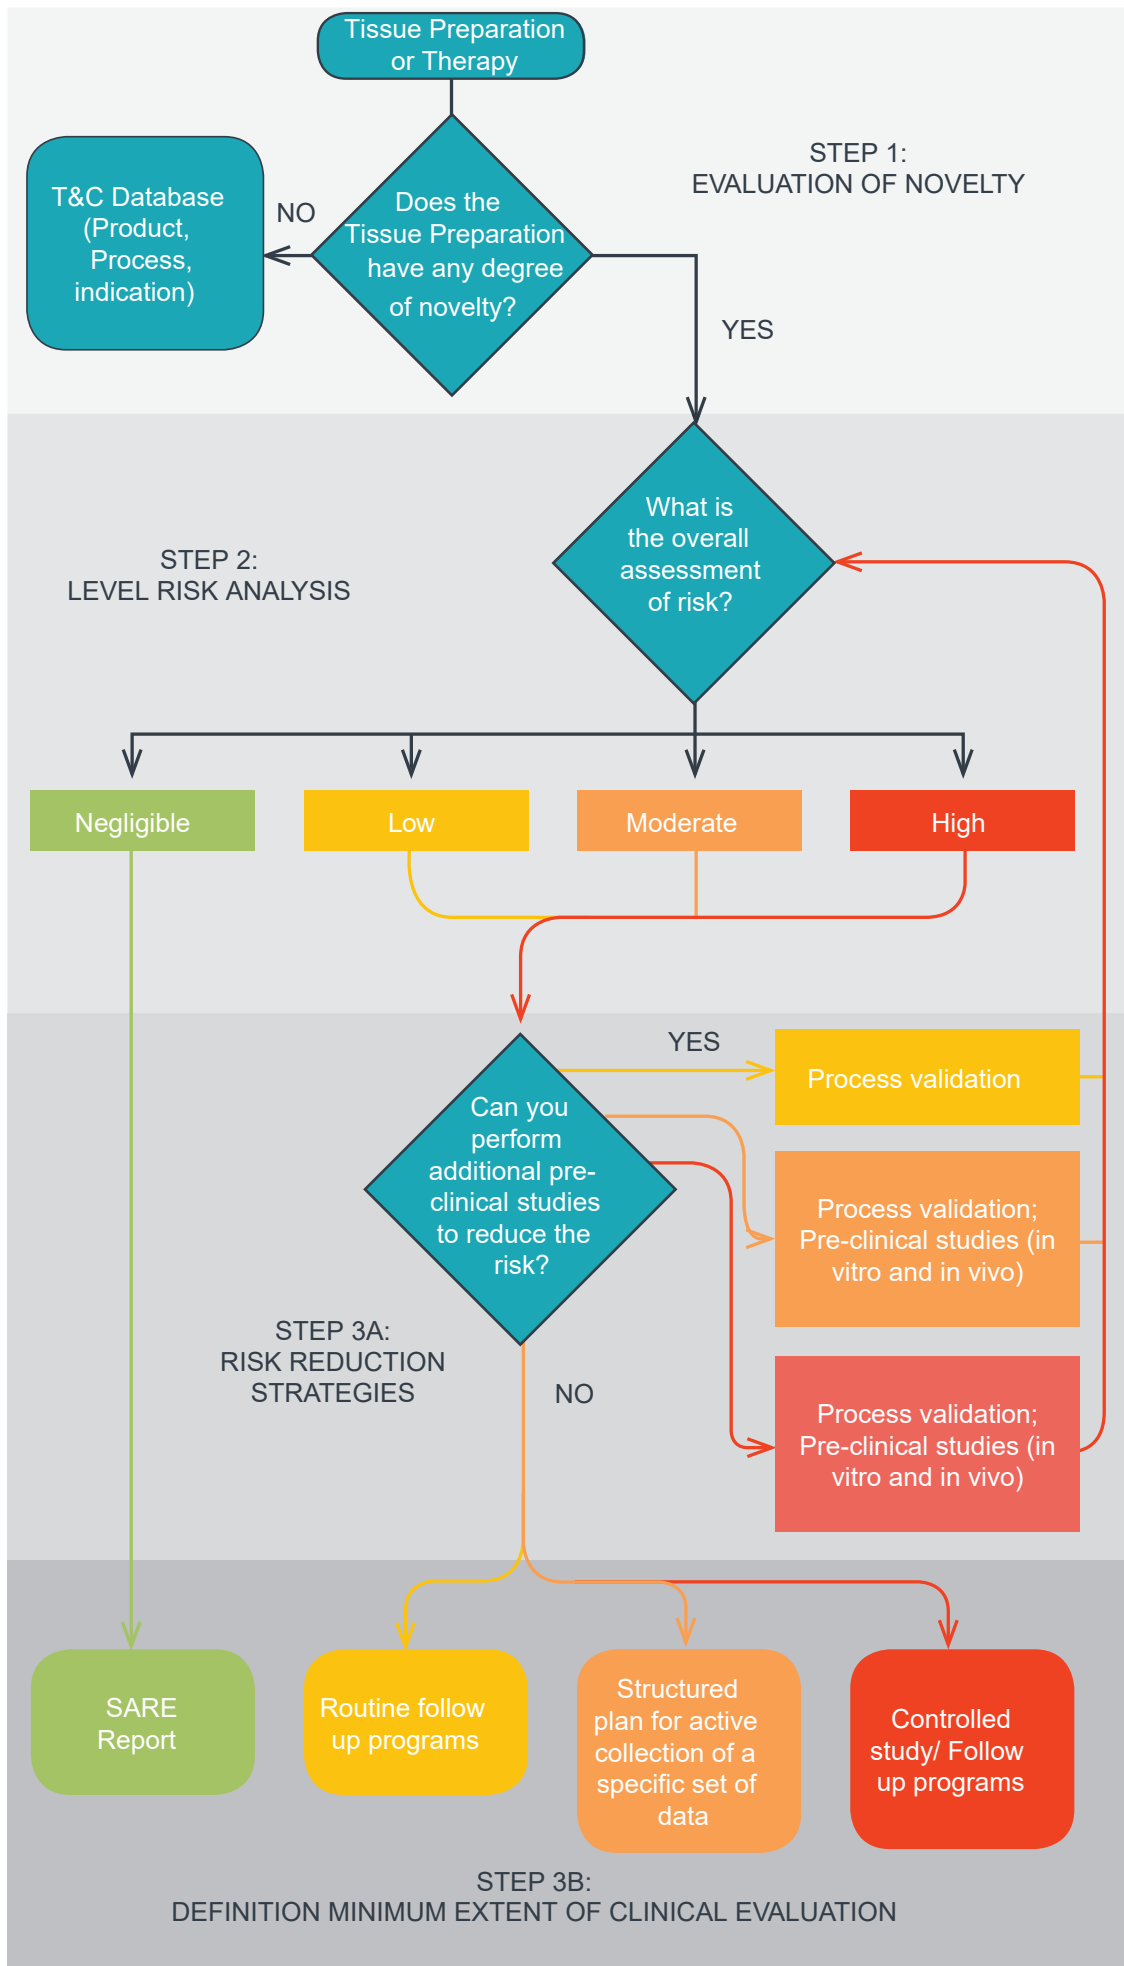 Tissue Preparation
or Therapy
STEP 1:
EVALUATION OF NOVELTY
T&C Database
(Product,
Process,
indication)
NO
Does the
Tissue Preparation
have any degree
of novelty?
YES
STEP 2:
LEVEL RISK ANALYSIS
What is
the overall
assessment
of risk?
Negligible
Low
Moderate
High
YES
Can you
perform
additional pre-
clinical studies
to reduce the
risk?
Process validation
Process validation;
Pre-clinical studies (in
vitro and in vivo)
STEP 3A:
RISK REDUCTION
STRATEGIES
NO
Process validation;
Pre-clinical studies (in
vitro and in vivo)
SARE
Report
Routine follow
up programs
Structured
plan for active
collection of a
specific set of
data
Controlled
study/ Follow
up programs
STEP 3B:
DEFINITION MINIMUM EXTENT OF CLINICAL EVALUATION